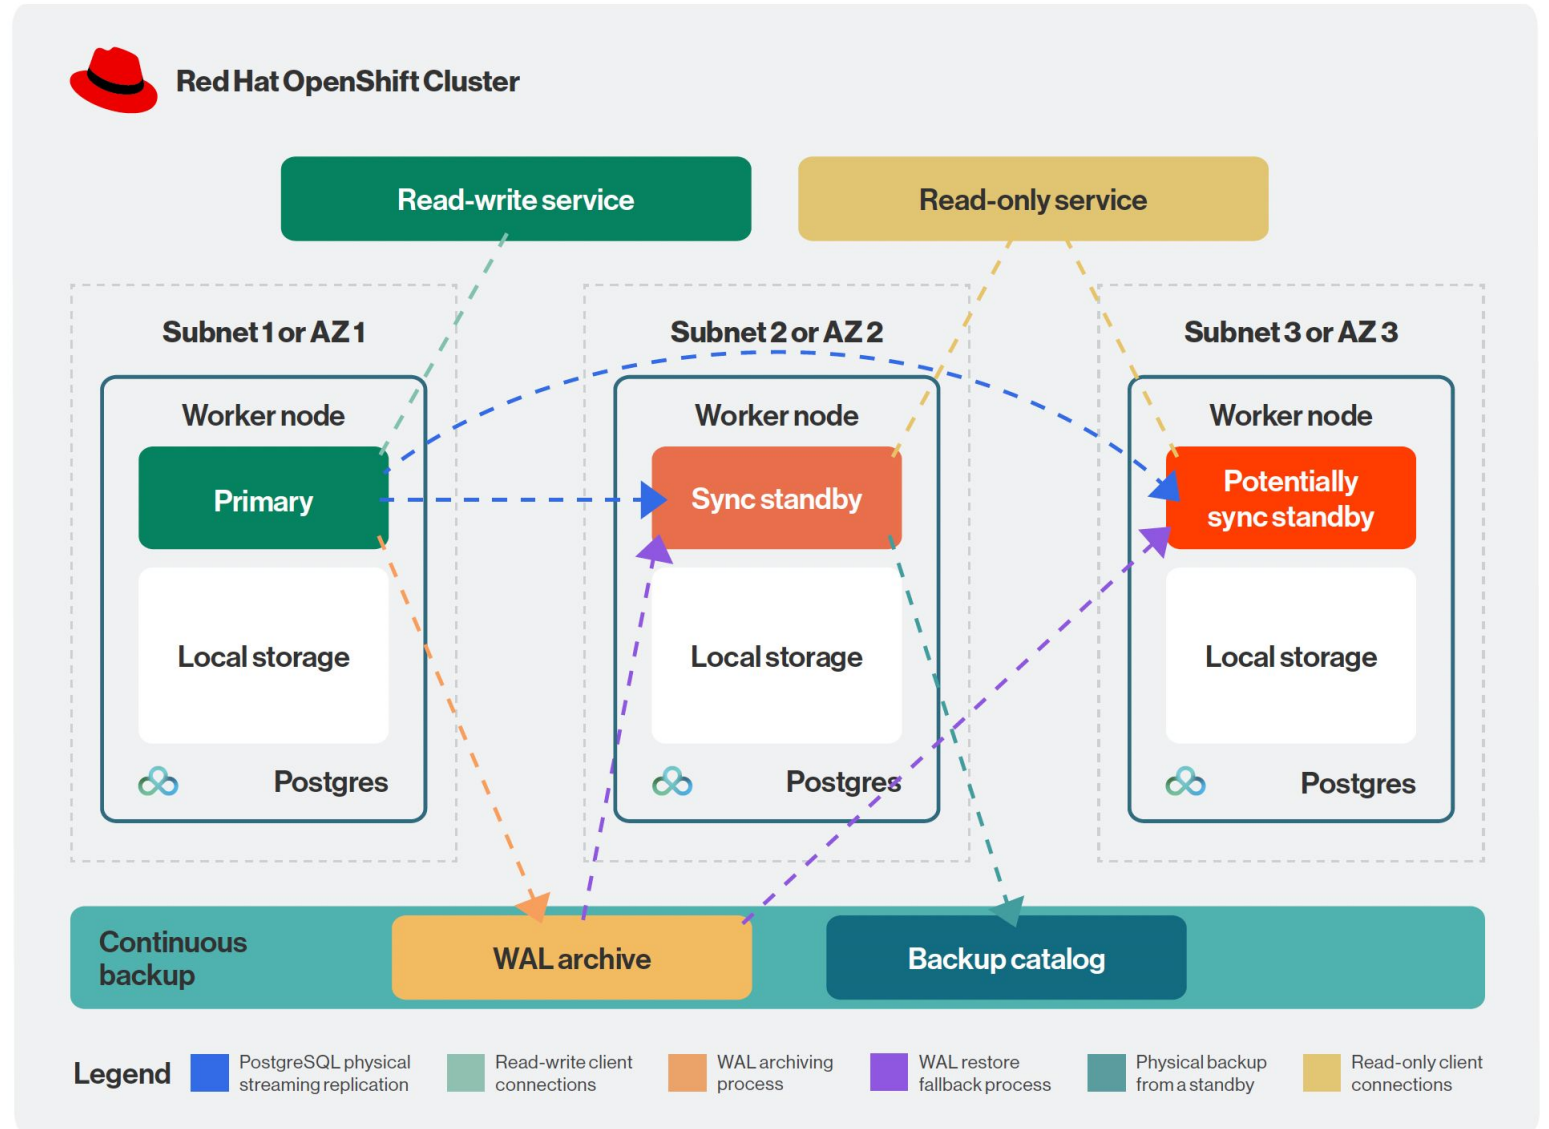 Red Hat OpenShift Cluster
Read-write service
Read-only service
Subnet 1 or AZ 1
Subnet 2 or AZ 2
Subnet 3 or AZ 3
Worker node
Worker node
Worker node
Primary
Sync standby
Potentially
sync standby
Local storage
Local storage
Local storage
Postgres
Postgres
Postgres
Continuous
backup
WAL archive
Backup catalog
Legend
PostgreSQL physical
streaming replication
Read-write client
connections
WAL archiving
process
WAL restore
fallback process
Physical backup
from a standby
Read-only client
connections